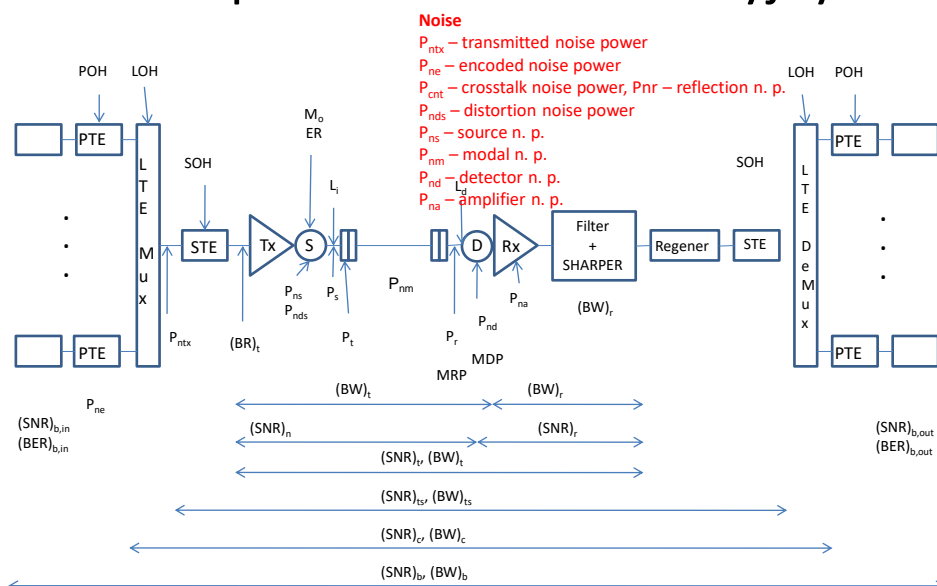 Noise
Pntx – transmitted noise power
Pne – encoded noise power
Pcnt – crosstalk noise power, Pnr – reflection n. p.
Pnds – distortion noise power
Pns – source n. p.
Pnm – modal n. p.
Pnd – detector n. p.
Pna – amplifier n. p.
POH
LOH
LOH
POH
Mo
ER
SOH
SOH
Li
Ld
PTE
LTE Mux
STE
Tx
S
D
Rx
Filter
+
SHARPER
Regener
STE
LTE DeMux
PTE
Pns
Pnds
Ps
Pnm
Pna
(BW)r
Pntx
(BR)t
Pt
Pr
Pnd
PTE
PTE
MDP
MRP
(BW)t
(BW)r
Pne
(SNR)b,in
(BER)b,in
(SNR)n
(SNR)r
(SNR)b,out
(BER)b,out
(SNR)t, (BW)t
(SNR)ts, (BW)ts
(SNR)c, (BW)c
(SNR)b, (BW)b